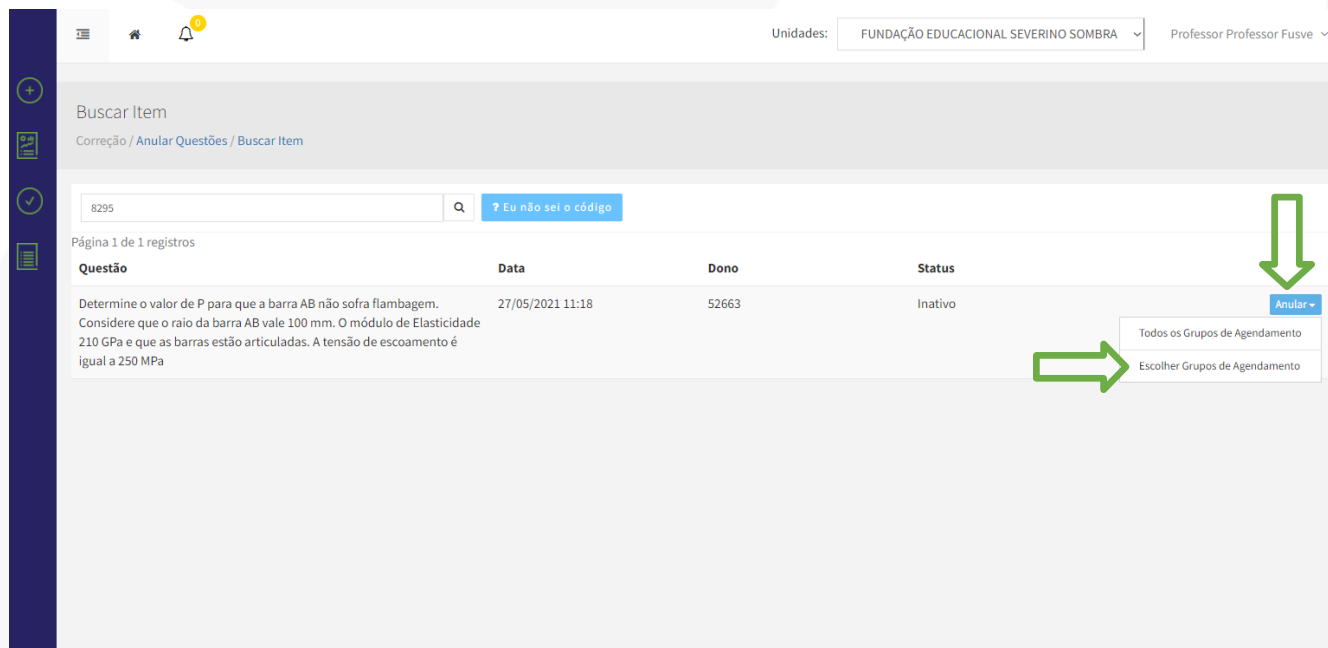 0
Unidades:
FUNDAÇÃO EDUCACIONAL SEVERINO SOMBRA
Professor Professor Fusve
Buscar Item
Correção / Anular Questões / Buscar Item
8295
? Eu não sei o código
Página 1 de 1 registros
Questão Data Dono Status
Determine o valor de P para que a barra AB não sofra flambagem. 27/05/2021 11:18 52663 Inativo Anular
Considere que o raio da barra AB vale 100 mm. O módulo de Elasticidade
210 GPa e que as barras estão articuladas. A tensão de escoamento é
igual a 250 MPa
Todos os Grupos de Agendamento
Escolher Grupos de Agendamento